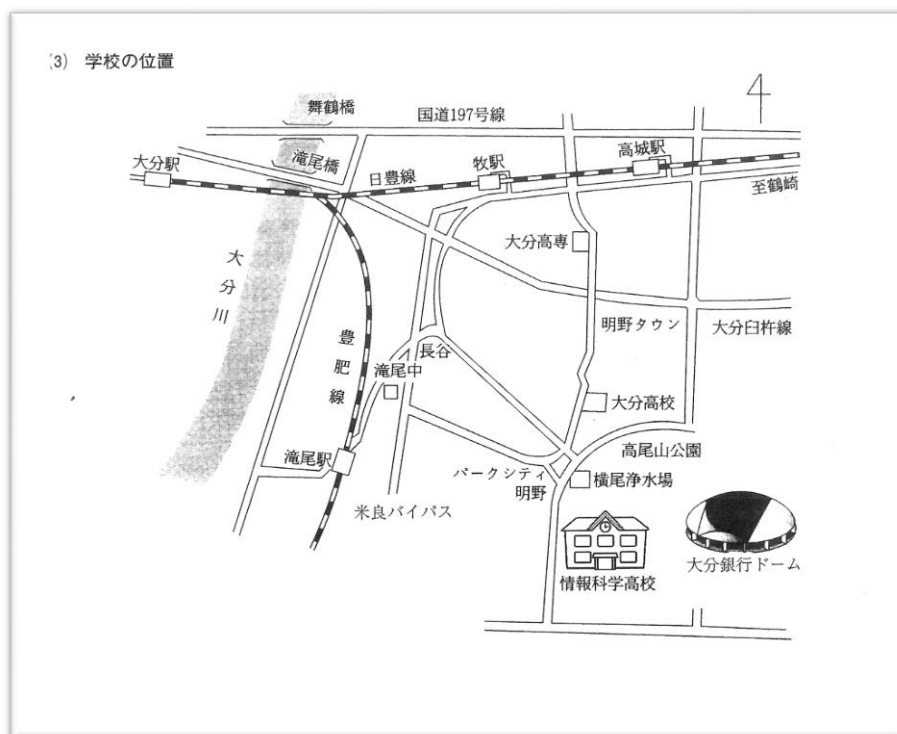 (3) 学校の位置
舞鶴橋
国道197号線
滝尾橋
大分駅
日豊線
牧駅
高城駅
至鶴崎
大分高専
大分川
明野タウン
大分臼杵線
豊肥線
長谷
滝尾中
大分高校
高尾山公園
滝尾駅
パークシティ
明野
横尾浄水場
米良バイパス
大分銀行ドーム
情報科学高校